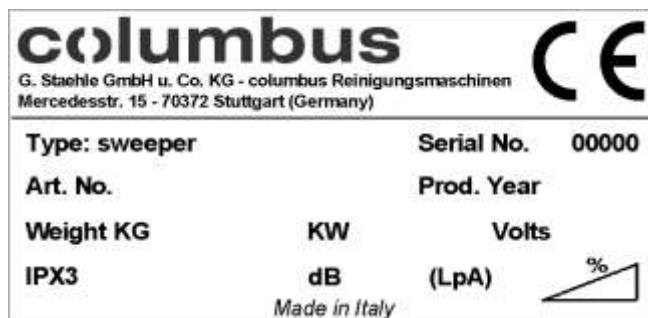 columbus
CE
G. Staehle GmbH u. Co. KG - columbus Reinigungsmaschinen
Mercedesstr. 15 - 70372 Stuttgart (Germany)
Type: sweeper Serial No. 00000
Art. No. Prod. Year
Weight KG KW Volts
IPX3 dB (LpA) %
Made in Italy